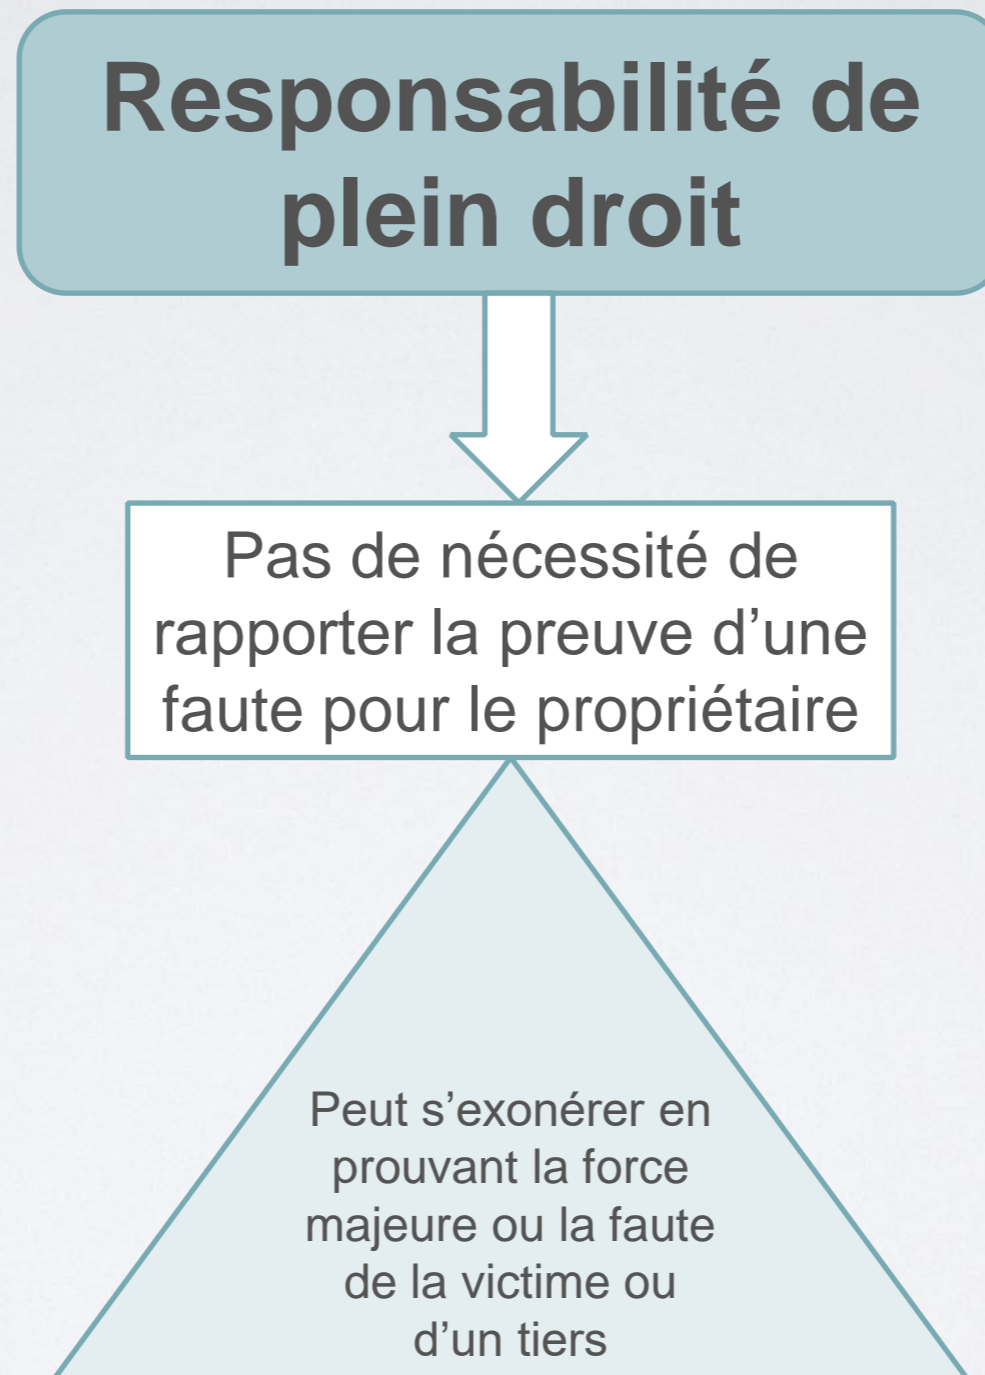 Responsabilité de
plein droit
Pas de nécessité de
rapporter la preuve d’une
faute pour le propriétaire
Peut s’exonérer en
prouvant la force
majeure ou la faute
de la victime ou
d’un tiers